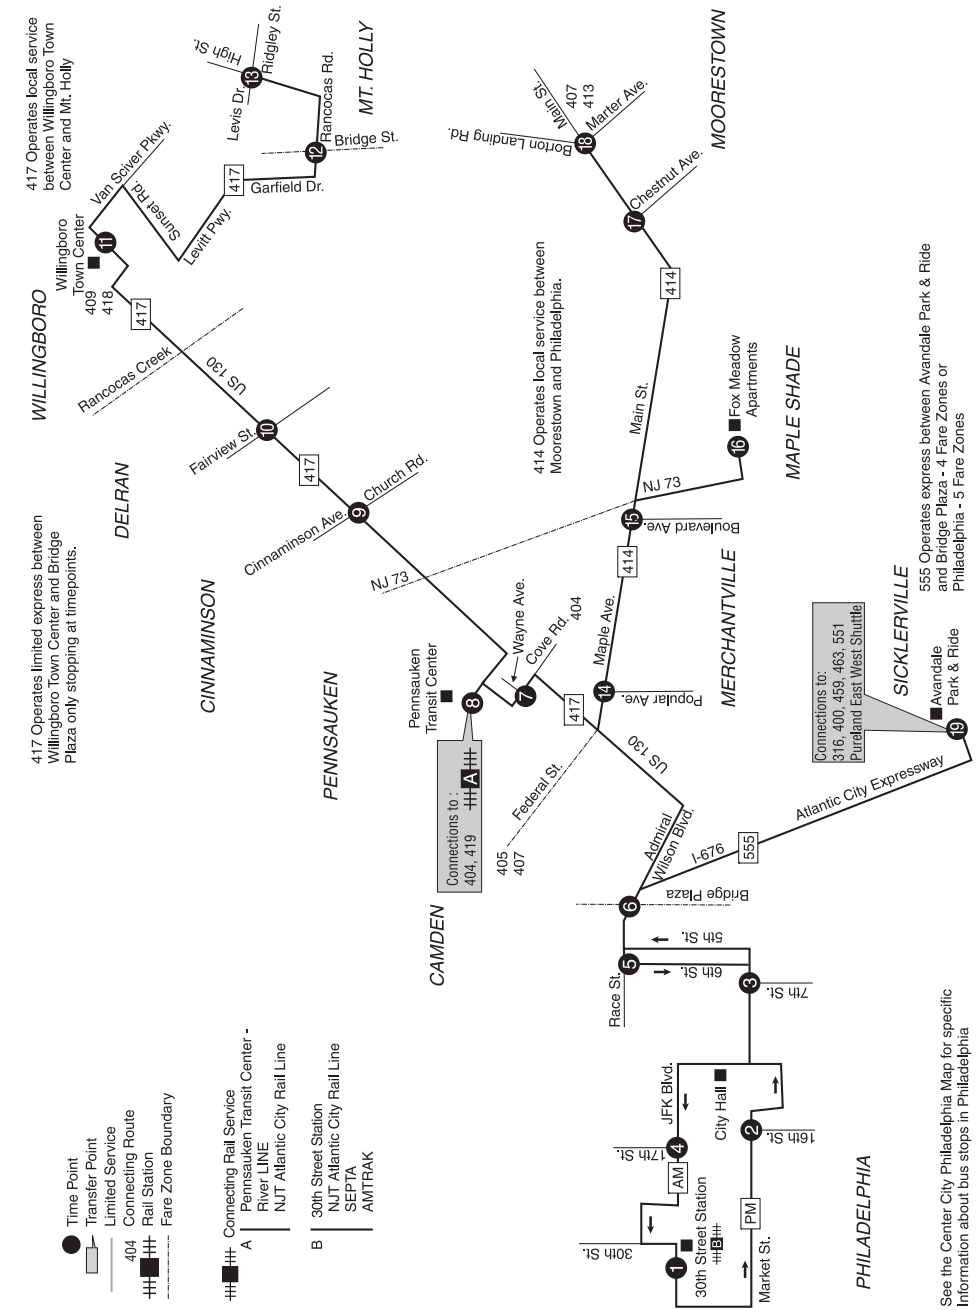 417 Operates limited express between
Willingboro Town Center and Bridge
Plaza only stopping at timepoints.
417 Operates local service
between Willingboro Town
Center and Mt. Holly
WILLINGBORO
DELRAN
CINNAMINSON
PENNSAUKEN
CAMDEN
MT. HOLLY
High St.
Ridgley St.
Levis Dr.
13
Rancocas Rd.
12
Bridge St.
Garfield Dr.
417
Van Sciver Pkwy.
Sunset Rd.
Levitt Pwy.
Willingboro
Town Center
11
409
418
417
Rancocas Creek
US 130
Fairview St.
10
417
Church Rd.
Cinnaminson Ave.
9
NJ 73
Pennsauken
Transit Center
8
Wayne Ave.
7
Cove Rd.
404
Connections to :
404, 419
A
417
Federal St.
405
407
US 130
414 Operates local service between
Moorestown and Philadelphia.
MOORESTOWN
Main St.
407
413
Borton Landing Rd.
18
Marter Ave.
17
Chestnut Ave.
414
Main St.
NJ 73
Fox Meadow
Apartments
16
MAPLE SHADE
15
Boulevard Ave.
414
Maple Ave.
MERCHANTVILLE
14
Popular Ave.
Admiral
Wilson Blvd.
I-676
555
Atlantic City Expressway
Connections to:
316, 400, 459, 463, 551
Pureland East West Shuttle
SICKLERVILLE
Avandale
Park & Ride
19
555 Operates express between Avandale Park & Ride
and Bridge Plaza - 4 Fare Zones or
Philadelphia - 5 Fare Zones
Bridge Plaza
6
5th St.
6th St.
5
Race St.
3
7th St.
JFK Blvd.
City Hall
4
17th St.
AM
2
16th St.
PM
30th St.
30th Street Station
B
1
Market St.
PHILADELPHIA
Time Point
Transfer Point
Limited Service
404 Connecting Route
Rail Station
Fare Zone Boundary
Connecting Rail Service
A
Pennsauken Transit Center -
River LINE
NJT Atlantic City Rail Line
B
30th Street Station
NJT Atlantic City Rail Line
SEPTA
AMTRAK
See the Center City Philadelphia Map for specific
Information about bus stops in Philadelphia